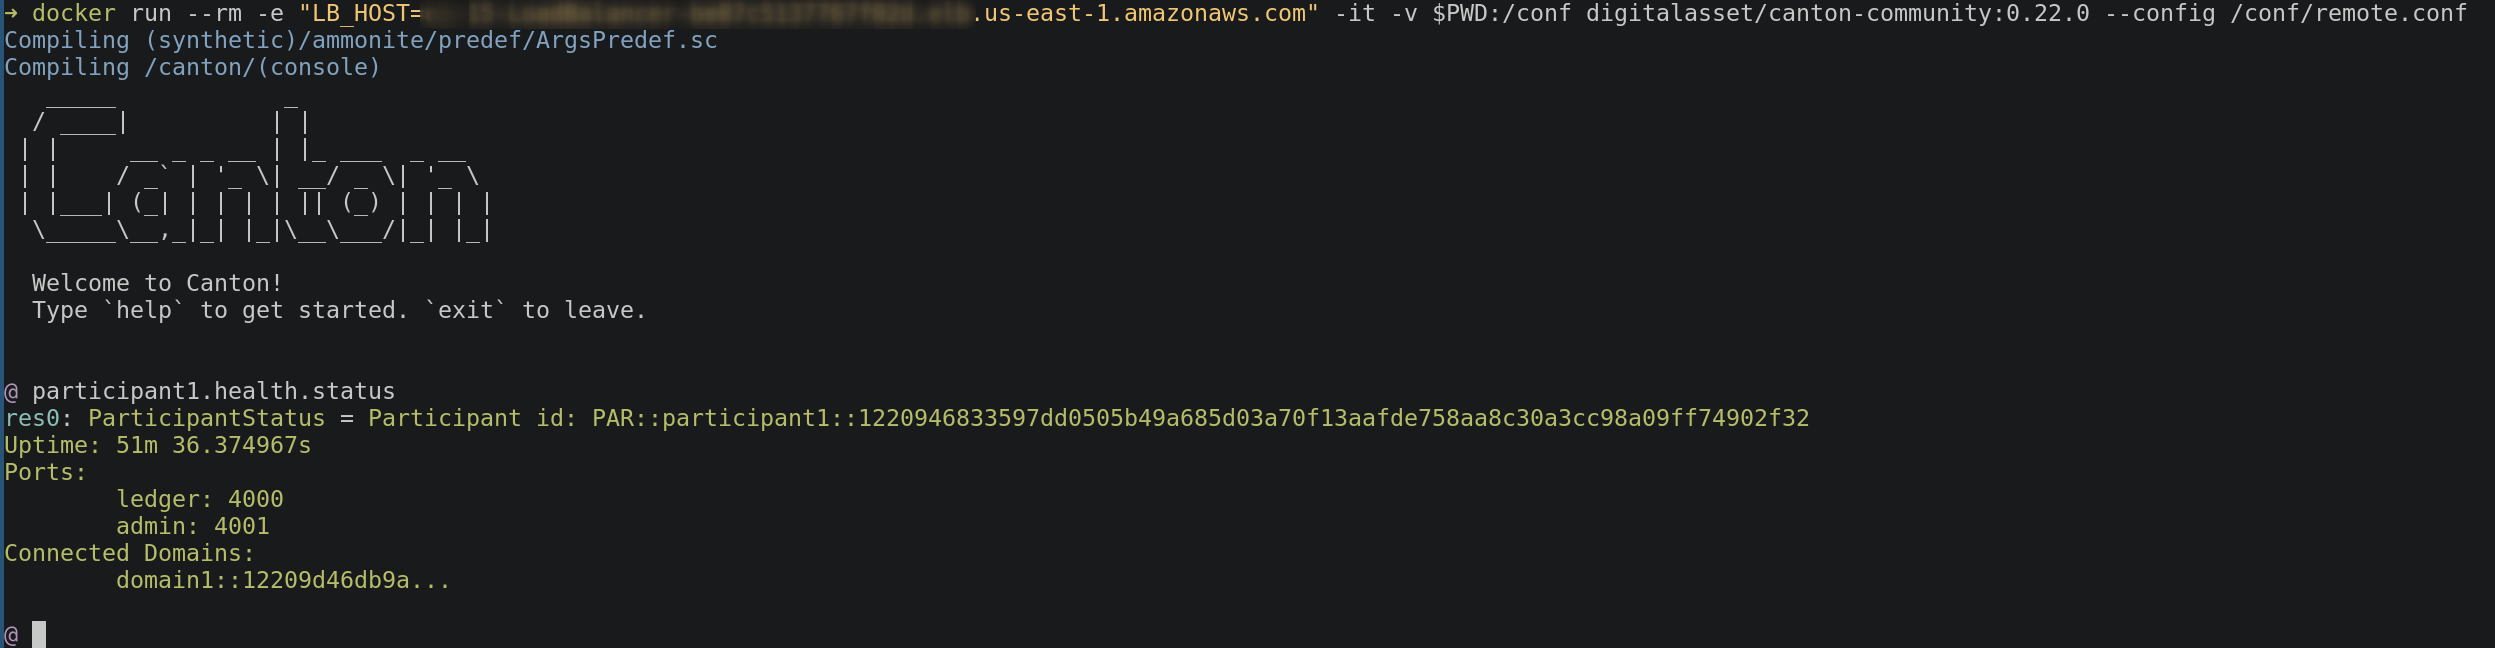 ➜ docker run --rm -e "LB_HOST= .us-east-1.amazonaws.com" -it -v $PWD:/conf digitalasset/canton-community:0.22.0 --config /conf/remote.conf
Compiling (synthetic)/ammonite/predef/ArgsPredef.sc
Compiling /canton/(console)
Canton
Welcome to Canton!
Type `help` to get started. `exit` to leave.
@ participant1.health.status
res0: ParticipantStatus = Participant id: PAR::participant1::1220946833597dd0505b49a685d03a70f13aafde758aa8c30a3cc98a09ff74902f32
Uptime: 51m 36.374967s
Ports:
ledger: 4000
admin: 4001
Connected Domains:
domain1::12209d46db9a...
@